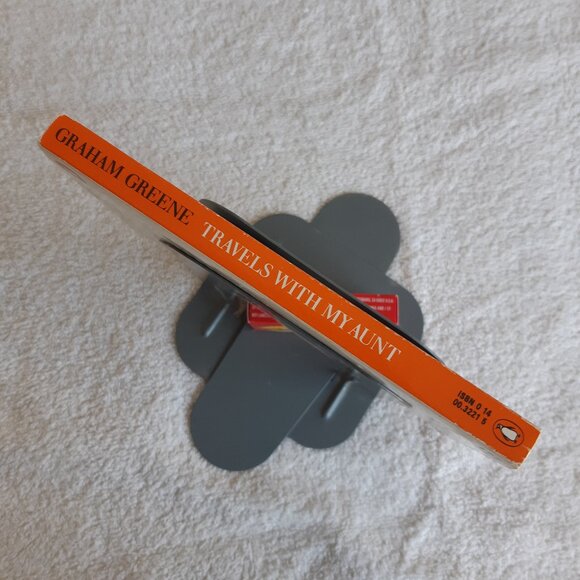 GRAHAM GREENE TRAVELS WITH MY AUNT
ISBN 0 14
00.3221 5